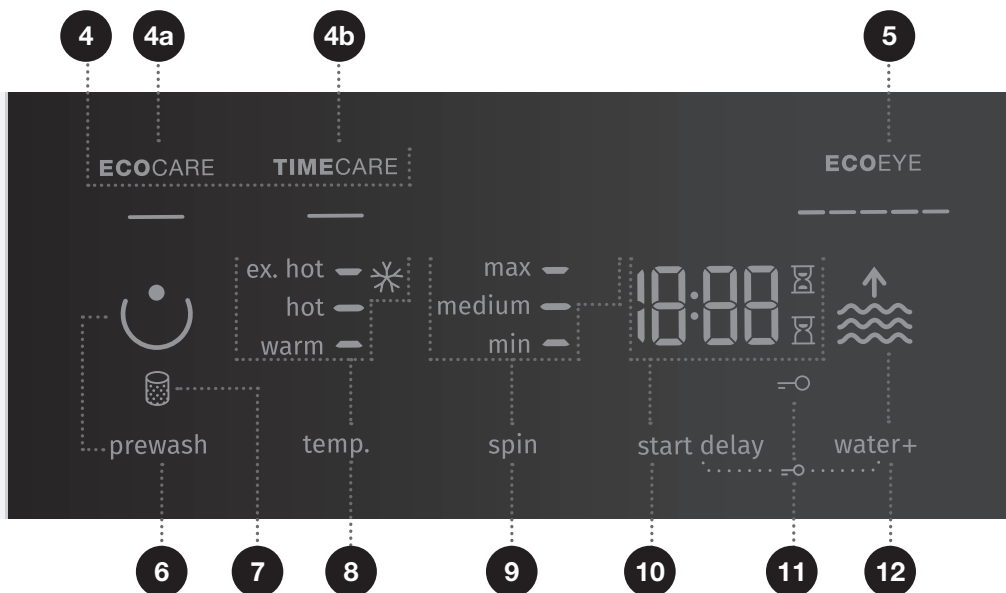 4 4a 4b 5
ECOCARE TIMECARE ECOEYE
ex. hot max 18:88
hot medium
warm min
prewash temp. spin start delay water+
6 7 8 9 10 11 12